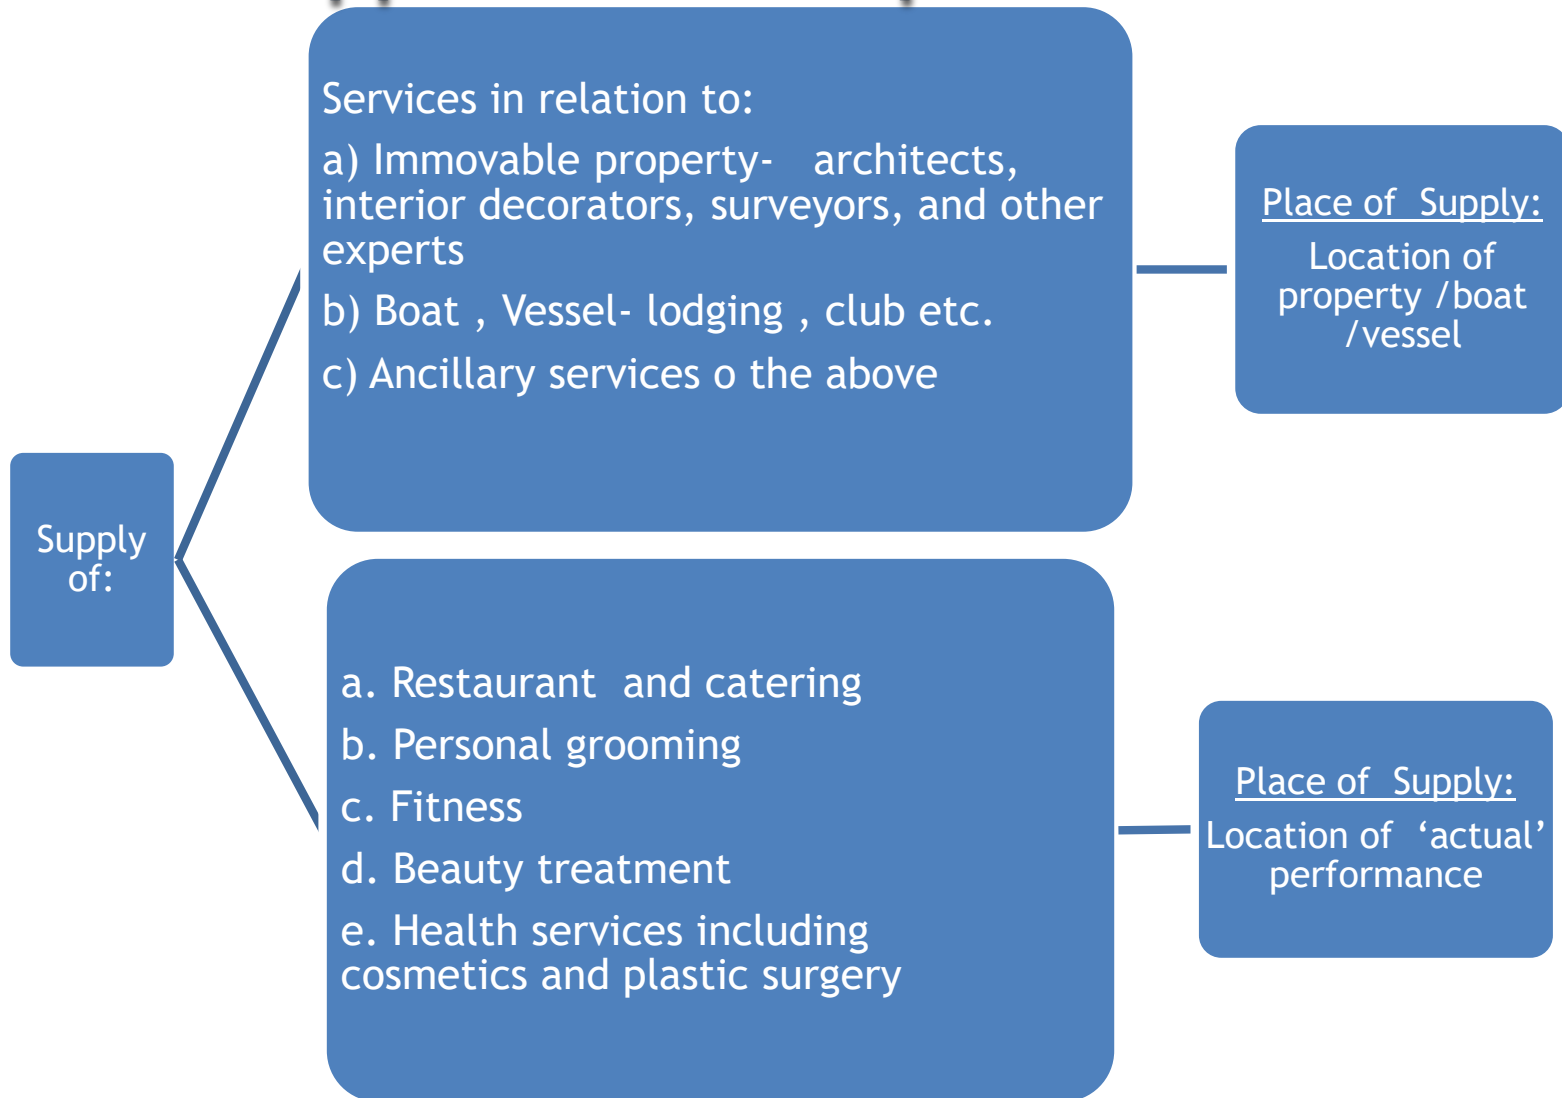 Services in relation to:
a) Immovable property- architects,
interior decorators, surveyors, and other
experts
b) Boat , Vessel- lodging , club etc.
c) Ancillary services o the above
Place of Supply:
Location of
property /boat
/vessel
Supply
of:
a. Restaurant and catering
b. Personal grooming
c. Fitness
d. Beauty treatment
e. Health services including
cosmetics and plastic surgery
Place of Supply:
Location of ‘actual’
performance